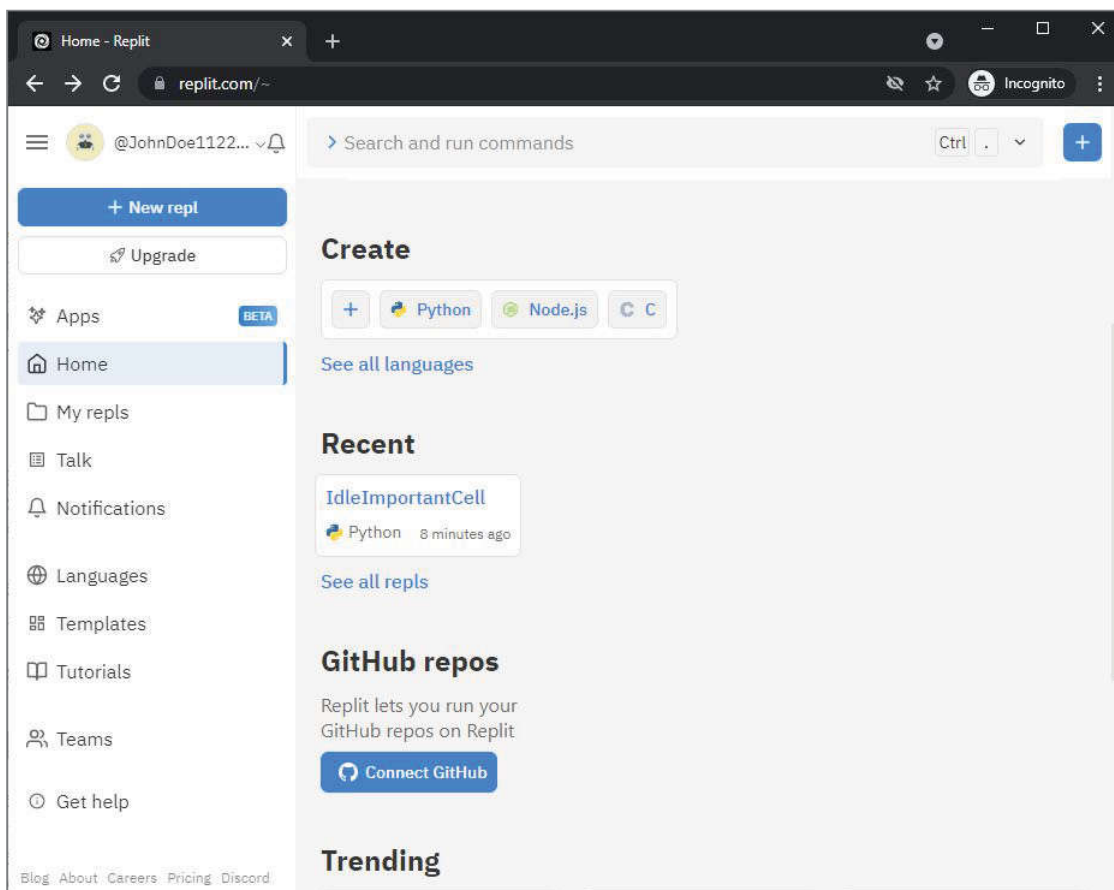 Home - Replit
replit.com/~
Incognito
@JohnDoe1122...
Search and run commands
Ctrl .
+ New repl
Upgrade
Apps BETA
Home
My repls
Talk
Notifications
Languages
Templates
Tutorials
Teams
Get help
Blog About Careers Pricing Discord
Create
+ Python Node.js C C
See all languages
Recent
IdleImportantCell
Python 8 minutes ago
See all repls
GitHub repos
Replit lets you run your
GitHub repos on Replit
Connect GitHub
Trending